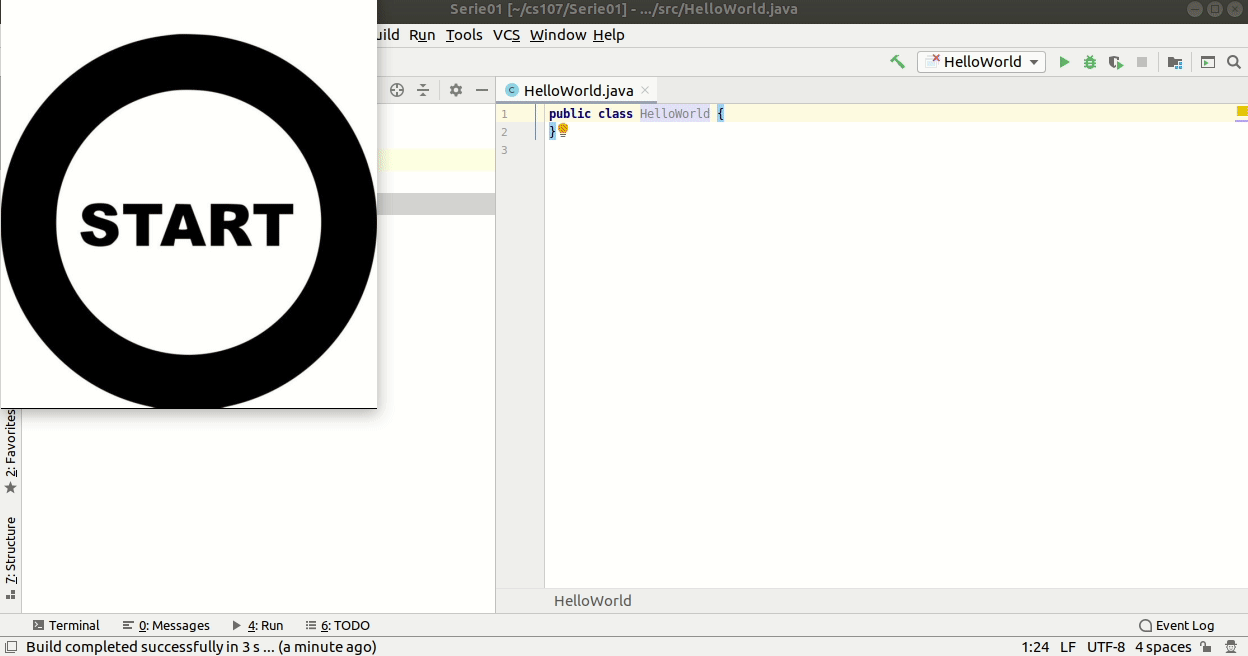 Serie01 [~/cs107/Serie01] - .../src/HelloWorld.java
uild Run Tools VCS Window Help
HelloWorld
HelloWorld.java
1 public class HelloWorld {
2 }
3
START
2: Favorites
7: Structure
HelloWorld
Terminal 0: Messages 4: Run 6: TODO Event Log
Build completed successfully in 3 s ... (a minute ago) 1:24 LF UTF-8 4 spaces